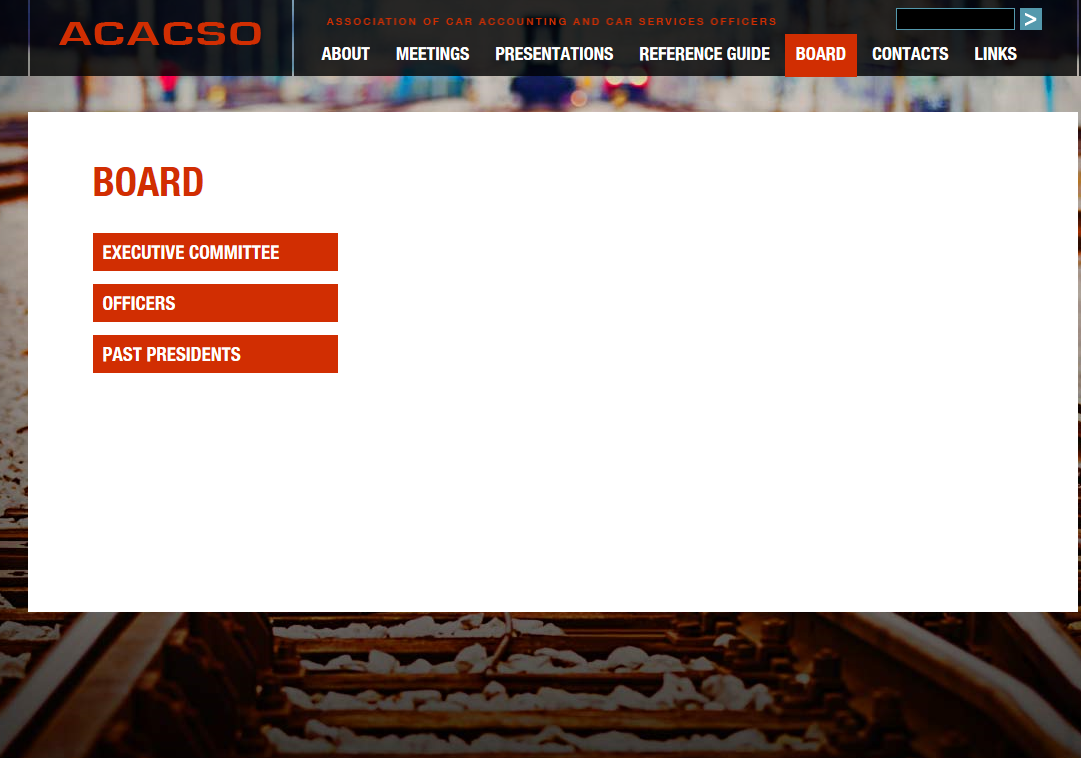 ACACSO
ASSOCIATION OF CAR ACCOUNTING AND CAR SERVICES OFFICERS
>
ABOUT MEETINGS PRESENTATIONS REFERENCE GUIDE BOARD CONTACTS LINKS
BOARD
EXECUTIVE COMMITTEE
OFFICERS
PAST PRESIDENTS